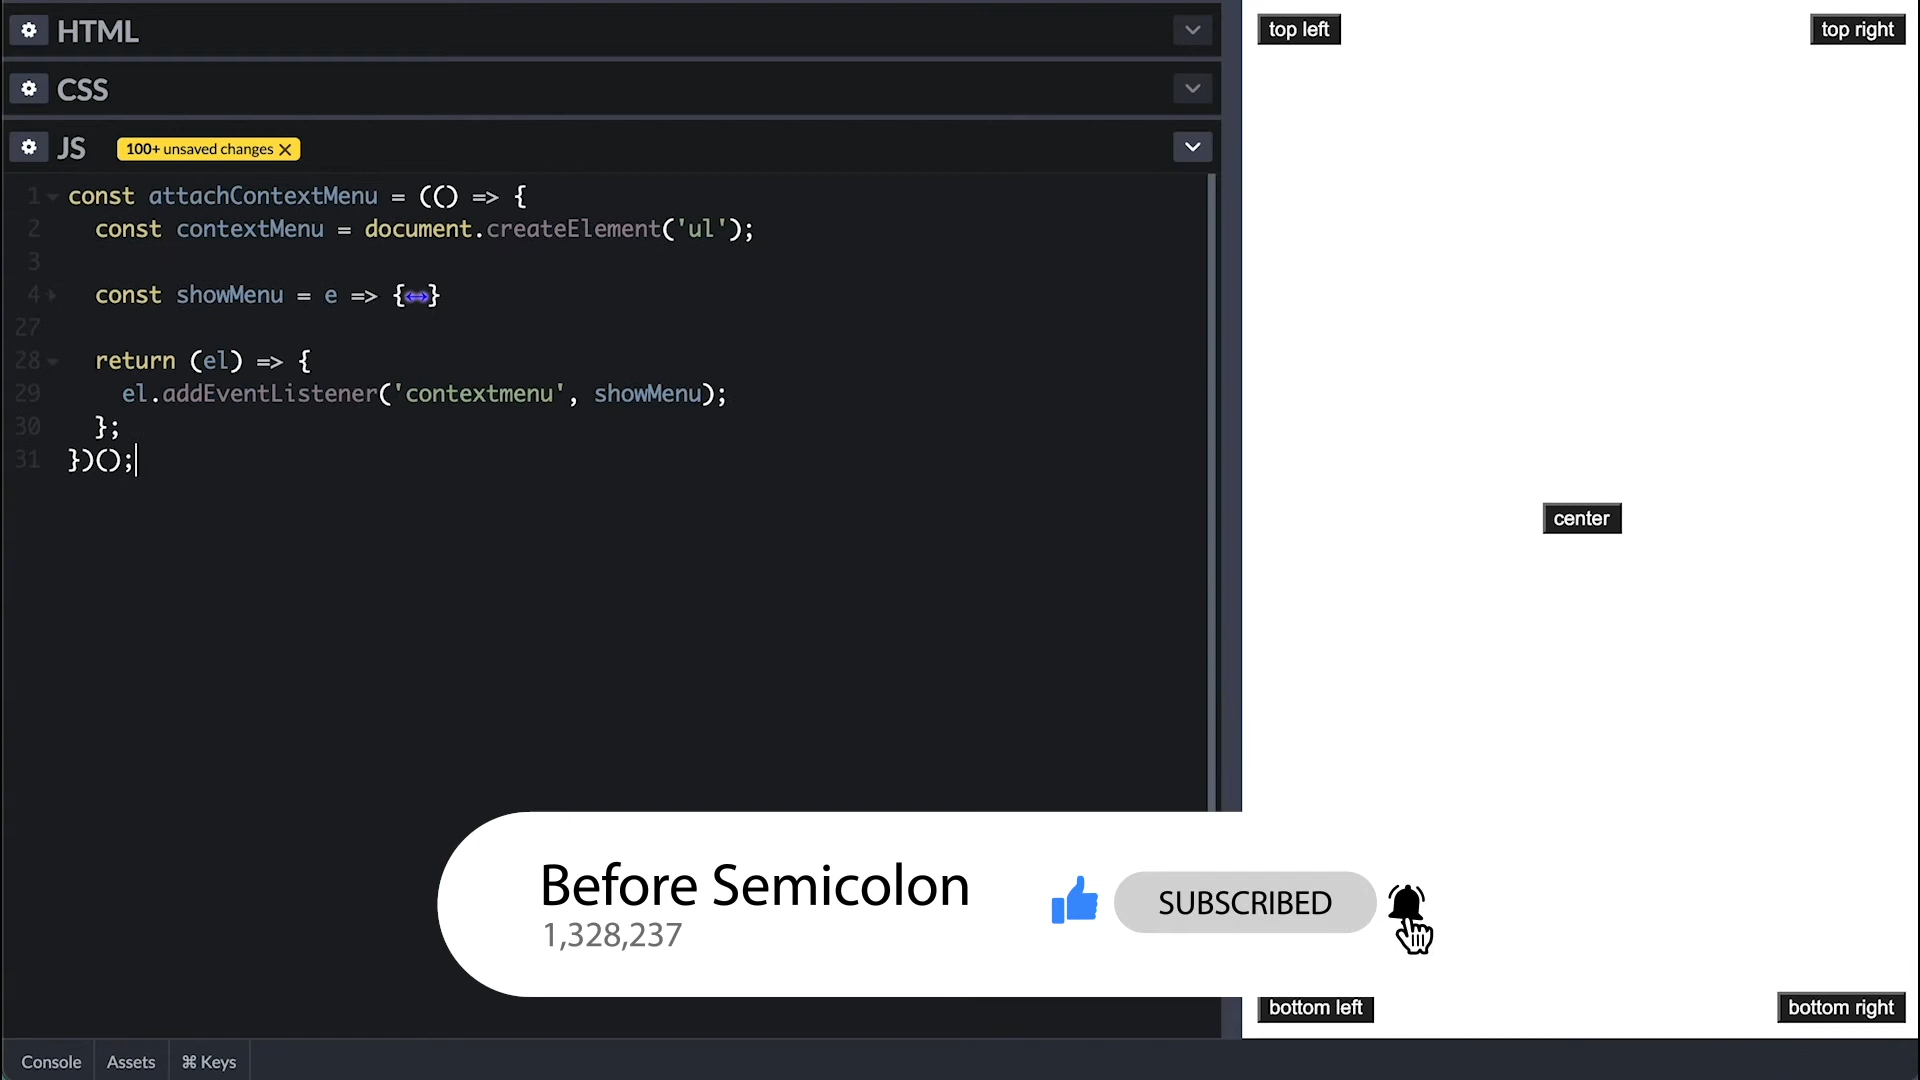 HTML
top left
top right
CSS
JS
100+ unsaved changes
1 const attachContextMenu = (() => {
2 const contextMenu = document.createElement('ul');
3
4 const showMenu = e => {↔}
27
28 return (el) => {
29 el.addEventListener('contextmenu', showMenu);
30 };
31 })();
center
Before Semicolon
1,328,237
SUBSCRIBED
bottom left
bottom right
Console
Assets
⌘ Keys